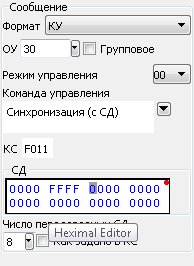 Сообщение
Формат КУ
ОУ 30 Групповое
Режим управления
00
Команда управления
Синхронизация (с СД)
КС F011
СД
0000 FFFF 0000 0000
0000 0000 0000 0000
Heximal Editor
Число
8 Как задано в КС